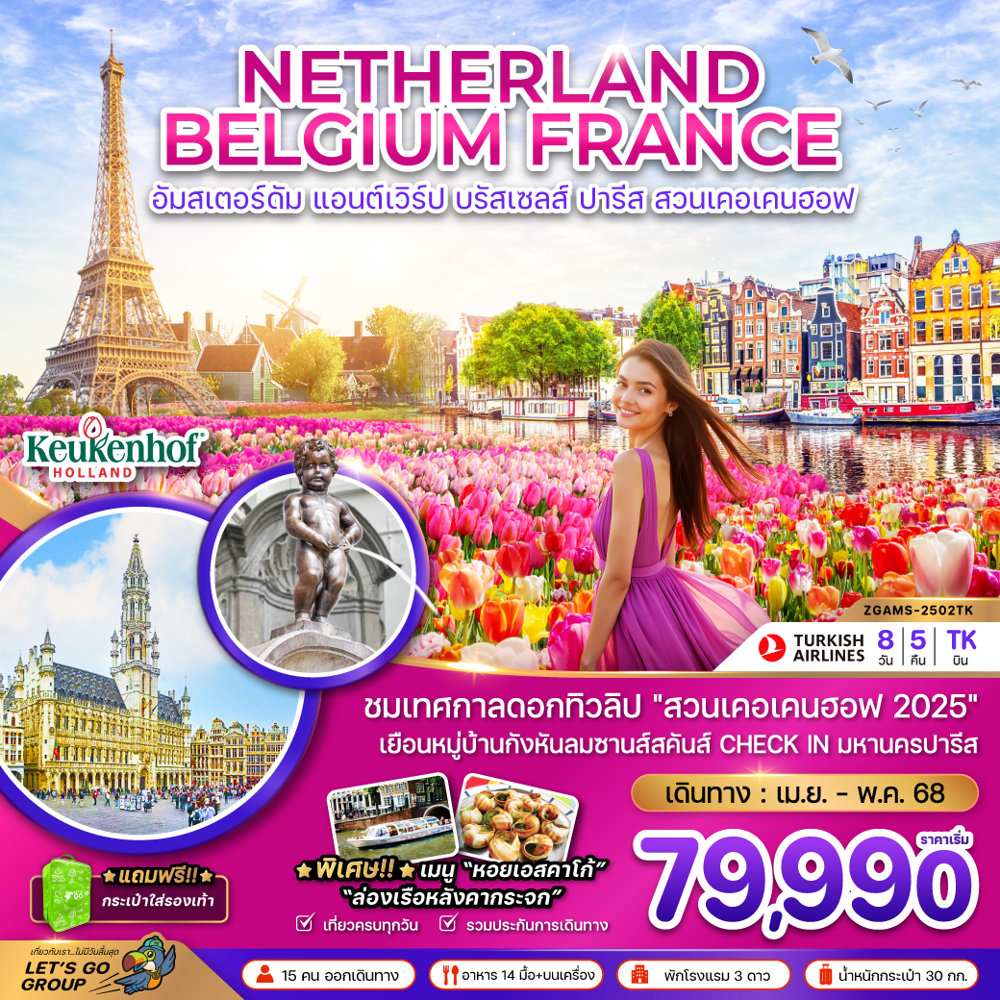 NETHERLAND
BELGIUM FRANCE
อัมสเตอร์ดัม แอนต์เวิร์ป บรัสเซลส์ ปารีส สวนเคอเคนฮอฟ
Keukenhof®
HOLLAND
ZGAMS-2502TK
TURKISH AIRLINES
8 วัน
5 คืน
TK บิน
ชมเทศกาลดอกทิวลิป "สวนเคอเคนฮอฟ 2025"
เยือนหมู่บ้านกังหันลมซานส์สคันส์ CHECK IN มหานครปารีส
เดินทาง : เม.ย. - พ.ค. 68
ราคาเริ่ม
79,990
พิเศษ!! เมนู "หอยเอสคาโก้"
"ล่องเรือหลังคากระจก"
เที่ยวครบทุกวัน รวมประกันการเดินทาง
แถมฟรี!!
กระเป๋าใส่รองเท้า
เที่ยวกับเรา...ไม่มีวันสิ้นสุด
LET'S GO
GROUP
15 คน ออกเดินทาง
อาหาร 14 มื้อ+บนเครื่อง
พักโรงแรม 3 ดาว
น้ำหนักกระเป๋า 30 กก.